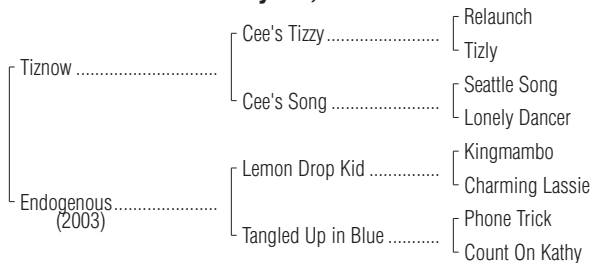 Relaunch
Cee's Tizzy
Tizly
Tiznow
Seattle Song
Cee's Song
Lonely Dancer
Kingmambo
Lemon Drop Kid
Charming Lassie
Endogenous
(2003)
Phone Trick
Tangled Up in Blue
Count On Kathy